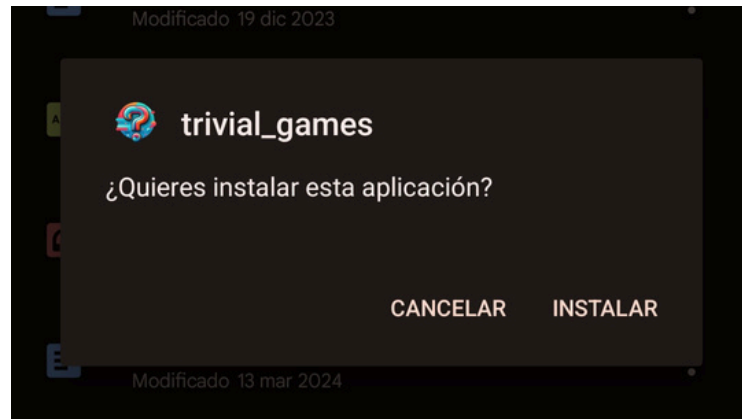 Modificado 19 dic 2023
trivial_games
¿Quieres instalar esta aplicación?
CANCELAR INSTALAR
Modificado 13 mar 2024